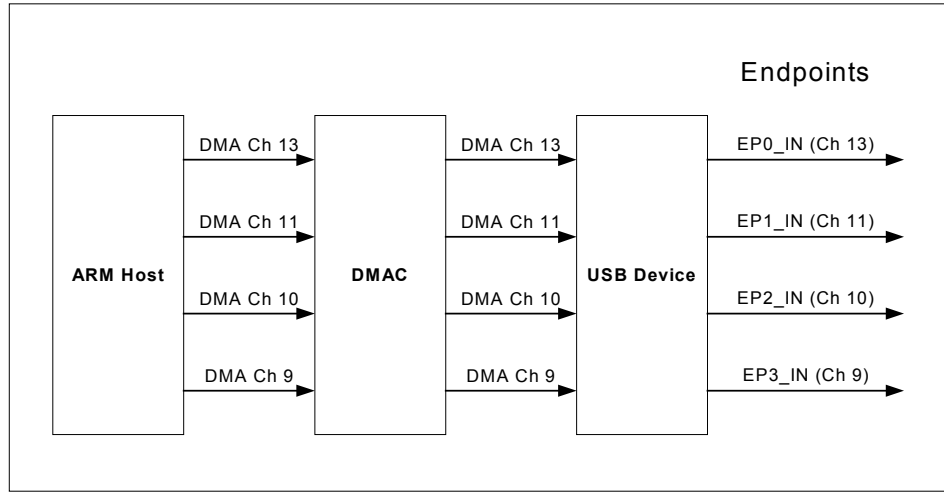 Endpoints
DMA Ch 13
DMA Ch 13
EP0_IN (Ch 13)
DMA Ch 11
DMA Ch 11
EP1_IN (Ch 11)
ARM Host
DMAC
USB Device
DMA Ch 10
DMA Ch 10
EP2_IN (Ch 10)
DMA Ch 9
DMA Ch 9
EP3_IN (Ch 9)